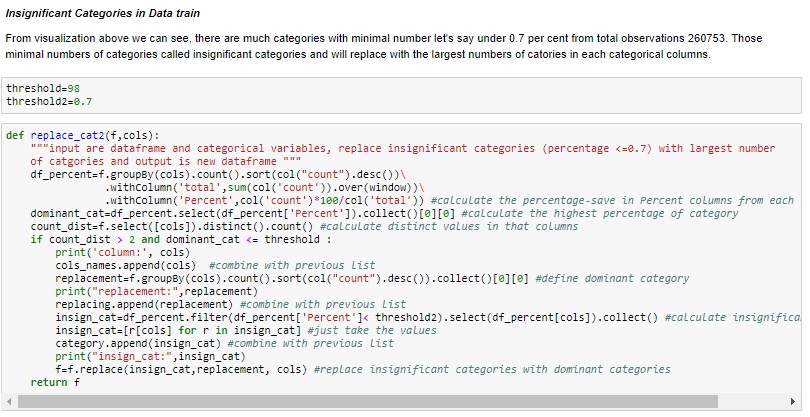 Insignificant Categories in Data train
From visualization above we can see, there are much categories with minimal number let's say under 0.7 per cent from total observations 260753. Those
minimal numbers of categories called insignificant categories and will replace with the largest numbers of catories in each categorical columns.
threshold=98
threshold2=0.7
def replace_cat2(f,cols):
    """input are dataframe and categorical variables, replace insignificant categories (percentage <=0.7) with largest number
    of catgories and output is new dataframe """
    df_percent=f.groupBy(cols).count().sort(col("count").desc())\
                .withColumn('total',sum(col('count')).over(window))\
                .withColumn('Percent',col('count')*100/col('total')) #calculate the percentage-save in Percent columns from each
    dominant_cat=df_percent.select(df_percent['Percent']).collect()[0][0] #calculate the highest percentage of category
    count_dist=f.select([cols]).distinct().count() #calculate distinct values in that columns
    if count_dist > 2 and dominant_cat <= threshold :
        print('column:', cols)
        cols_names.append(cols)  #combine with previous list
        replacement=f.groupBy(cols).count().sort(col("count").desc()).collect()[0][0] #define dominant category
        print("replacement:",replacement)
        replacing.append(replacement) #combine with previous list
        insign_cat=df_percent.filter(df_percent['Percent']< threshold2).select(df_percent[cols]).collect() #calculate insignifica
        insign_cat=[r[cols] for r in insign_cat] #just take the values
        category.append(insign_cat) #combine with previous list
        print("insign_cat:",insign_cat)
        f=f.replace(insign_cat,replacement, cols) #replace insignificant categories with dominant categories
    return f